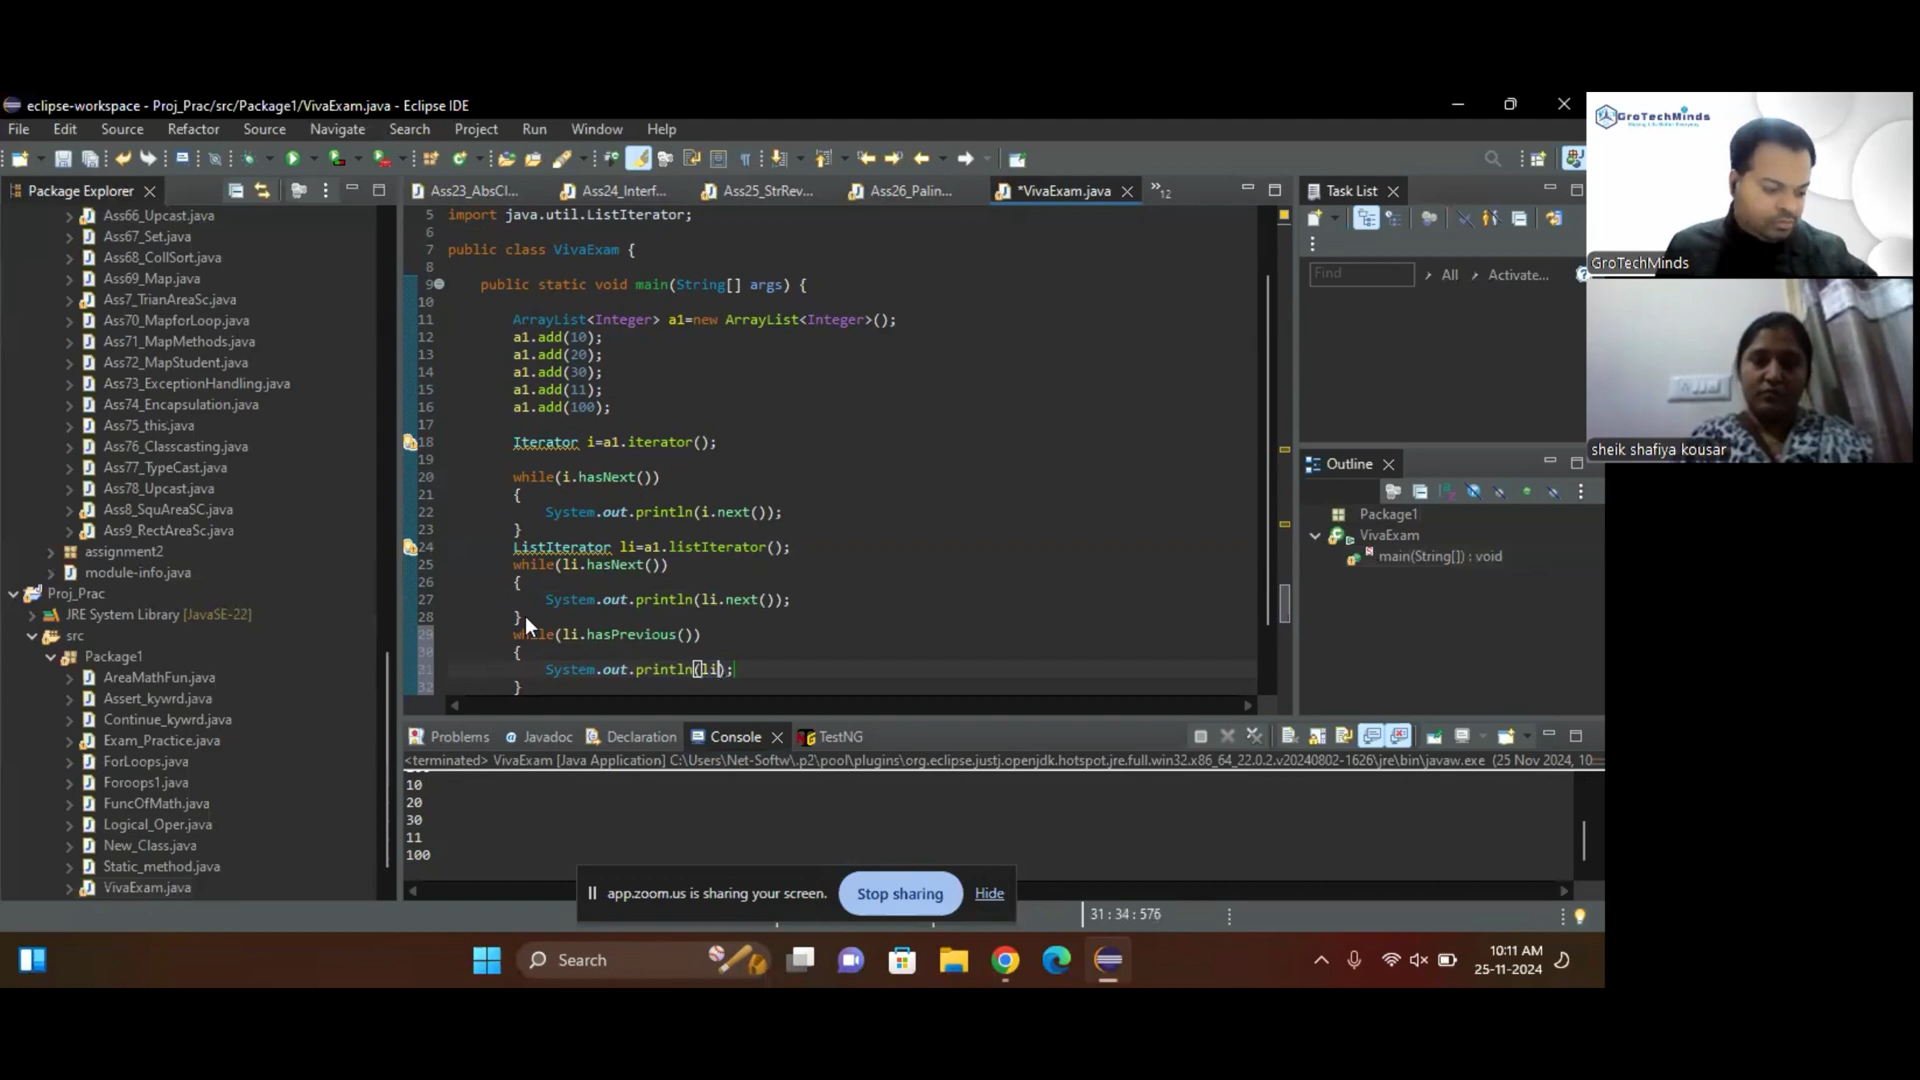 eclipse-workspace - Proj_Prac/src/Package1/VivaExam.java - Eclipse IDE
File Edit Source Refactor Source Navigate Search Project Run Window Help
Package Explorer
Ass66_Upcast.java
Ass67_Set.java
Ass68_CollSort.java
Ass69_Map.java
Ass7_TrianAreaSc.java
Ass70_MapforLoop.java
Ass71_MapMethods.java
Ass72_MapStudent.java
Ass73_ExceptionHandling.java
Ass74_Encapsulation.java
Ass75_this.java
Ass76_Classcasting.java
Ass77_TypeCast.java
Ass78_Upcast.java
Ass8_SquAreaSC.java
Ass9_RectAreaSc.java
assignment2
module-info.java
Proj_Prac
JRE System Library [JavaSE-22]
src
Package1
AreaMathFun.java
Assert_kywrd.java
Continue_kywrd.java
Exam_Practice.java
ForLoops.java
Foroops1.java
FuncOfMath.java
Logical_Oper.java
New_Class.java
Static_method.java
VivaExam.java
Ass23_AbsCl... Ass24_Interf... Ass25_StrRev... Ass26_Palin... *VivaExam.java »12
5 import java.util.ListIterator;
6
7 public class VivaExam {
8
9 public static void main(String[] args) {
10
11 ArrayList<Integer> a1=new ArrayList<Integer>();
12 a1.add(10);
13 a1.add(20);
14 a1.add(30);
15 a1.add(11);
16 a1.add(100);
17
18 Iterator i=a1.iterator();
19
20 while(i.hasNext())
21 {
22 System.out.println(i.next());
23 }
24 ListIterator li=a1.listIterator();
25 while(li.hasNext())
26 {
27 System.out.println(li.next());
28 }
29 while(li.hasPrevious())
30 {
31 System.out.println(li);
32 }
Task List
Find All Activate...
Outline
Package1
VivaExam
main(String[]) : void
Problems Javadoc Declaration Console TestNG
<terminated> VivaExam [Java Application] C:\Users\Net-Softw\.p2\pool\plugins\org.eclipse.justj.openjdk.hotspot.jre.full.win32.x86_64_22.0.2.v20240802-1626\jre\bin\javaw.exe (25 Nov 2024, 10
10
20
30
11
100
app.zoom.us is sharing your screen. Stop sharing Hide
31 : 34 : 576
Search
10:11 AM
25-11-2024
GroTechMinds
GroTechMinds
sheik shafiya kousar